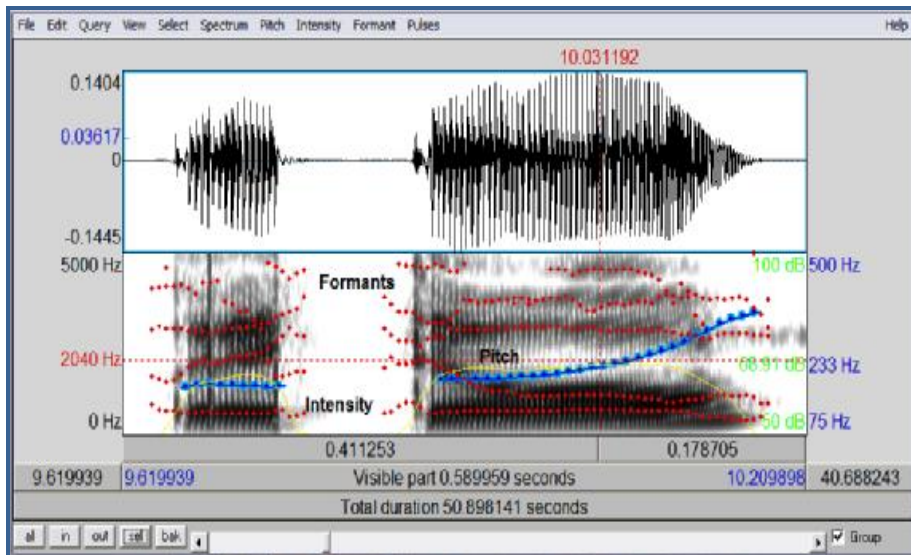 File Edit Query View Select Spectrum Pitch Intensity Formant Pulses Help
10.031192
0.1404
0.03617
0
-0.1445
5000 Hz Formants 100 dB 500 Hz
2040 Hz Pitch 68.91 dB 233 Hz
Intensity
0 Hz 50 dB 75 Hz
0.411253 0.178705
9.619939 9.619939 Visible part 0.589959 seconds 10.209898 40.688243
Total duration 50.898141 seconds
all in out sel bak Group